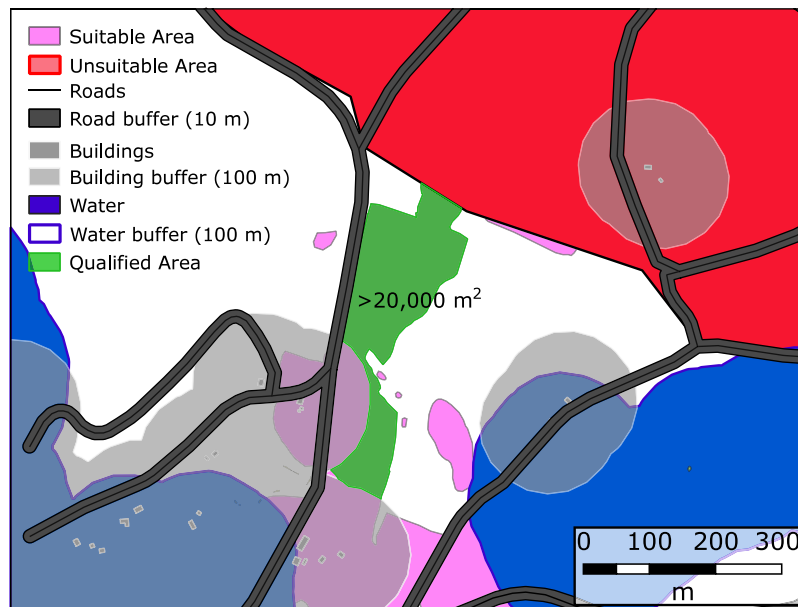 Suitable Area
Unsuitable Area
Roads
Road buffer (10 m)
Buildings
Building buffer (100 m)
Water
Water buffer (100 m)
Qualified Area
>20,000 m²
0 100 200 300
m